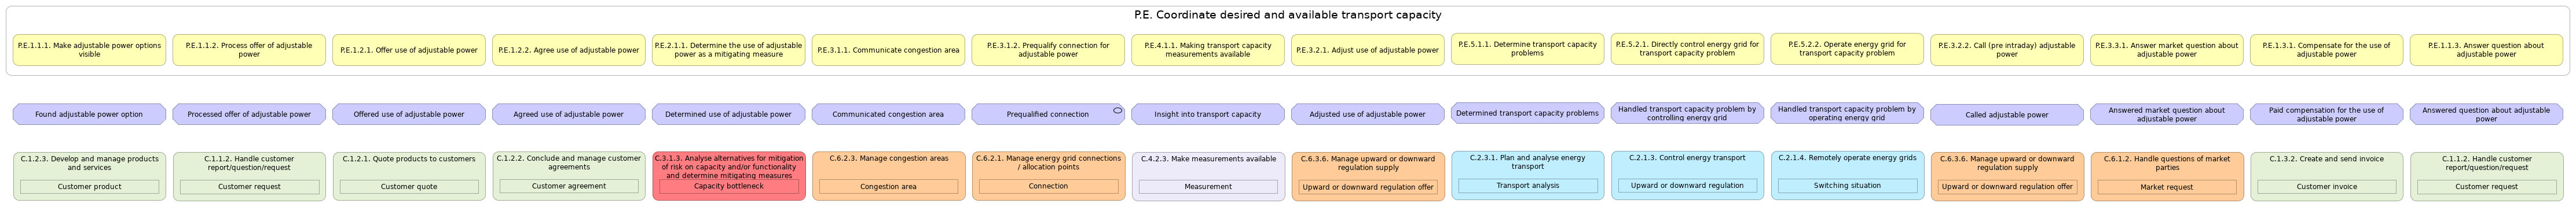 P.E. Coordinate desired and available transport capacity
P.E.1.1.1. Make adjustable power options
visible
P.E.1.1.2. Process offer of adjustable
power
P.E.1.2.1. Offer use of adjustable power
P.E.1.2.2. Agree use of adjustable power
P.E.2.1.1. Determine the use of adjustable
power as a mitigating measure
P.E.3.1.1. Communicate congestion area
P.E.3.1.2. Prequalify connection for
adjustable power
P.E.4.1.1. Making transport capacity
measurements available
P.E.3.2.1. Adjust use of adjustable power
P.E.5.1.1. Determine transport capacity
problems
P.E.5.2.1. Directly control energy grid for
transport capacity problem
P.E.5.2.2. Operate energy grid for
transport capacity problem
P.E.3.2.2. Call (pre intraday) adjustable
power
P.E.3.3.1. Answer market question about
adjustable power
P.E.1.3.1. Compensate for the use of
adjustable power
P.E.1.1.3. Answer question about
adjustable power
Found adjustable power option
Processed offer of adjustable power
Offered use of adjustable power
Agreed use of adjustable power
Determined use of adjustable power
Communicated congestion area
Prequalified connection
Insight into transport capacity
Adjusted use of adjustable power
Determined transport capacity problems
Handled transport capacity problem by
controlling energy grid
Handled transport capacity problem by
operating energy grid
Called adjustable power
Answered market question about
adjustable power
Paid compensation for the use of
adjustable power
Answered question about adjustable
power
C.1.2.3. Develop and manage products
and services
Customer product
C.1.1.2. Handle customer
report/question/request
Customer request
C.1.2.1. Quote products to customers
Customer quote
C.1.2.2. Conclude and manage customer
agreements
Customer agreement
C.3.1.3. Analyse alternatives for mitigation
of risk on capacity and/or functionality
and determine mitigating measures
Capacity bottleneck
C.6.2.3. Manage congestion areas
Congestion area
C.6.2.1. Manage energy grid connections
/ allocation points
Connection
C.4.2.3. Make measurements available
Measurement
C.6.3.6. Manage upward or downward
regulation supply
Upward or downward regulation offer
C.2.3.1. Plan and analyse energy
transport
Transport analysis
C.2.1.3. Control energy transport
Upward or downward regulation
C.2.1.4. Remotely operate energy grids
Switching situation
C.6.3.6. Manage upward or downward
regulation supply
Upward or downward regulation offer
C.6.1.2. Handle questions of market
parties
Market request
C.1.3.2. Create and send invoice
Customer invoice
C.1.1.2. Handle customer
report/question/request
Customer request